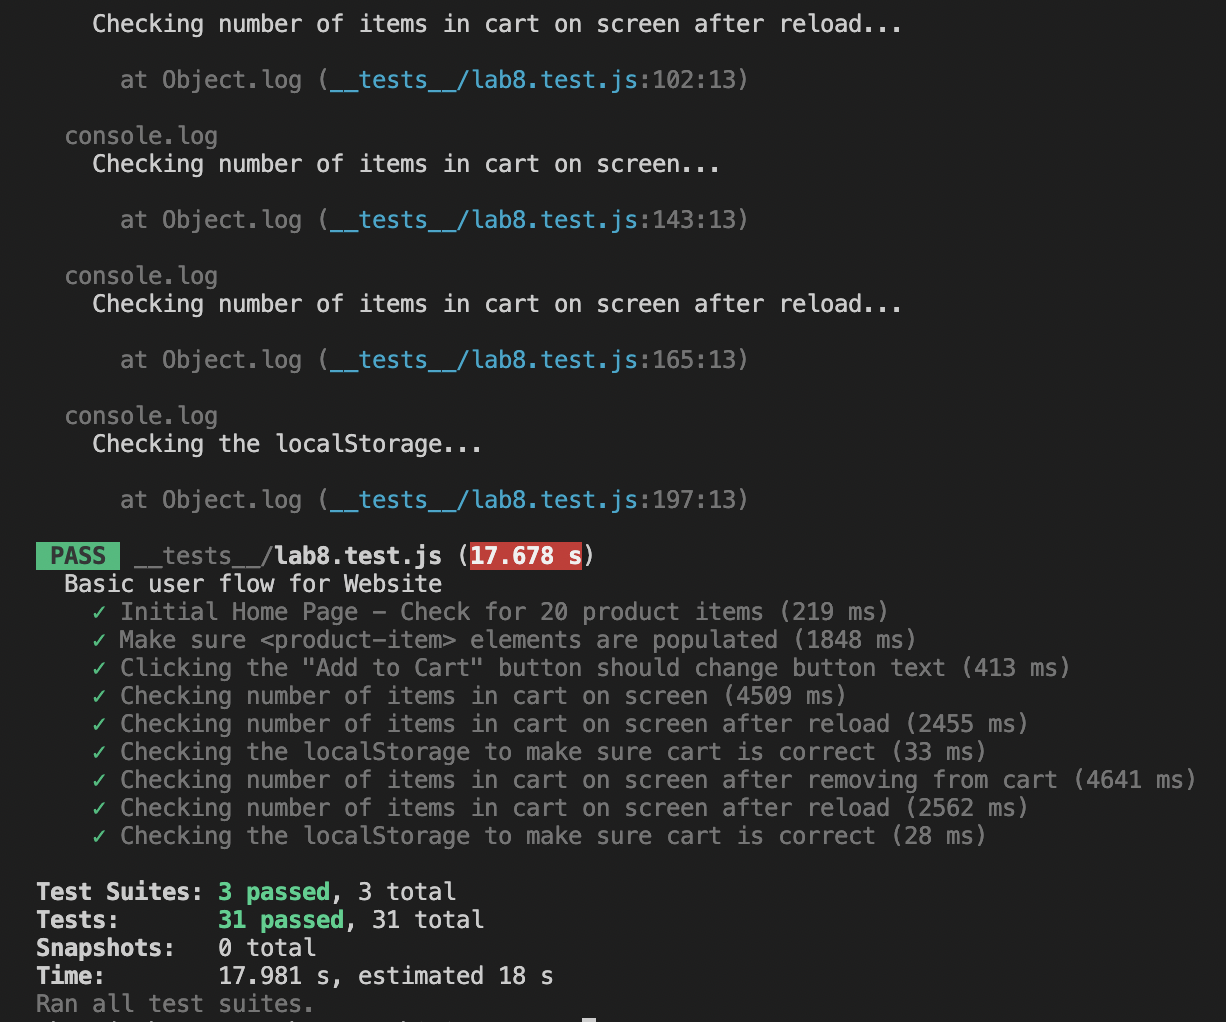 Checking number of items in cart on screen after reload...
at Object.log (__tests__/lab8.test.js:102:13)
console.log
Checking number of items in cart on screen...
at Object.log (__tests__/lab8.test.js:143:13)
console.log
Checking number of items in cart on screen after reload...
at Object.log (__tests__/lab8.test.js:165:13)
console.log
Checking the localStorage...
at Object.log (__tests__/lab8.test.js:197:13)
PASS __tests__/lab8.test.js (17.678 s)
Basic user flow for Website
✓ Initial Home Page – Check for 20 product items (219 ms)
✓ Make sure <product-item> elements are populated (1848 ms)
✓ Clicking the "Add to Cart" button should change button text (413 ms)
✓ Checking number of items in cart on screen (4509 ms)
✓ Checking number of items in cart on screen after reload (2455 ms)
✓ Checking the localStorage to make sure cart is correct (33 ms)
✓ Checking number of items in cart on screen after removing from cart (4641 ms)
✓ Checking number of items in cart on screen after reload (2562 ms)
✓ Checking the localStorage to make sure cart is correct (28 ms)
Test Suites: 3 passed, 3 total
Tests: 31 passed, 31 total
Snapshots: 0 total
Time: 17.981 s, estimated 18 s
Ran all test suites.